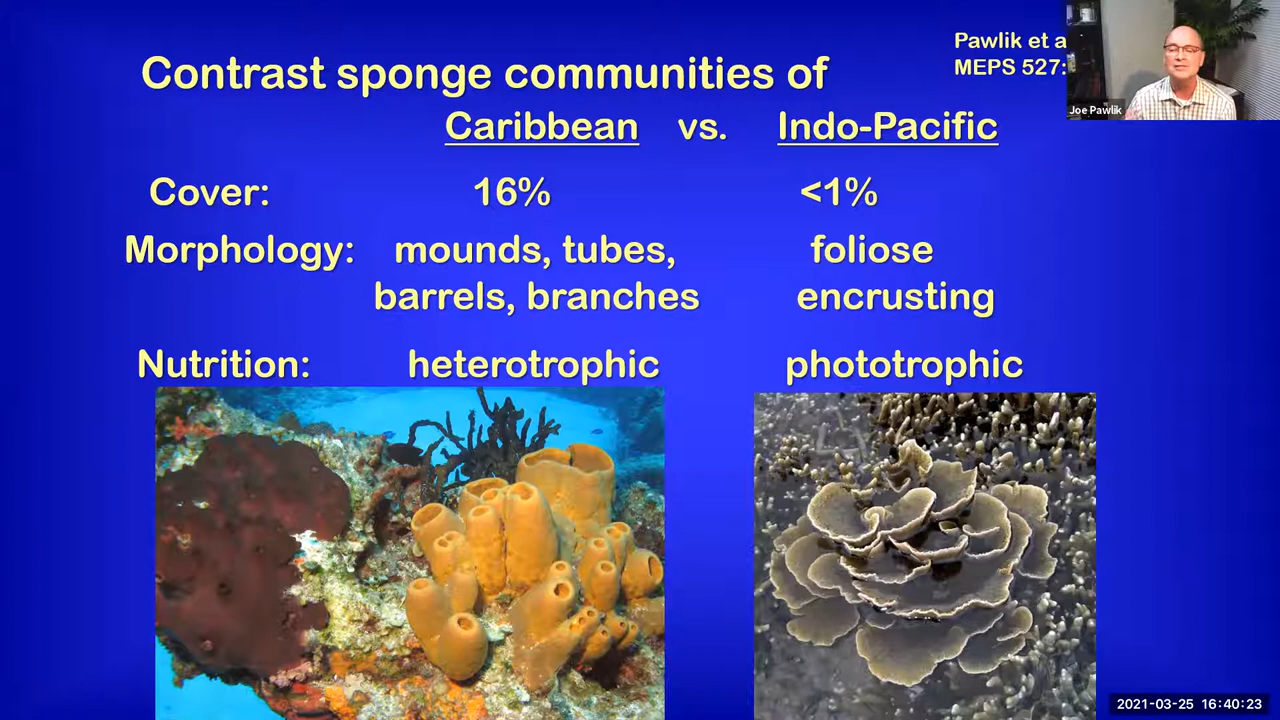 Contrast sponge communities of
Pawlik et a
MEPS 527:
Joe Pawlik
Caribbean vs. Indo-Pacific
Cover: 16% <1%
Morphology: mounds, tubes, foliose
barrels, branches encrusting
Nutrition: heterotrophic phototrophic
2021-03-25 16:40:23